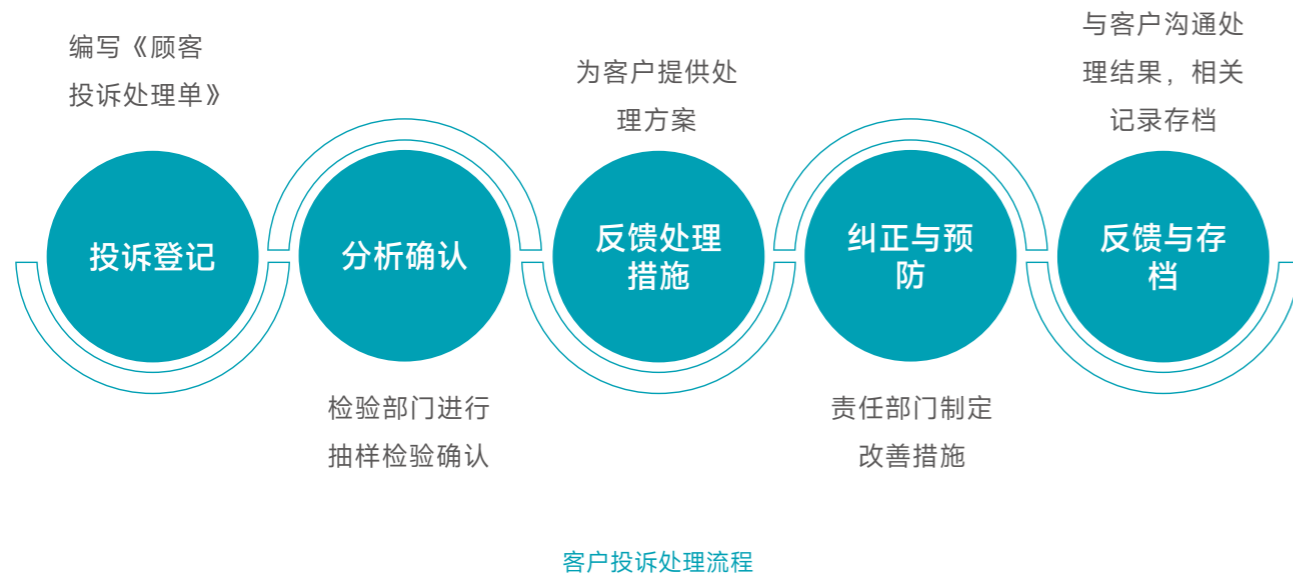 编写《顾客
投诉处理单》
投诉登记
分析确认
检验部门进行
抽样检验确认
为客户提供处
理方案
反馈处理
措施
纠正与预
防
责任部门制定
改善措施
与客户沟通处
理结果，相关
记录存档
反馈与存
档
客户投诉处理流程